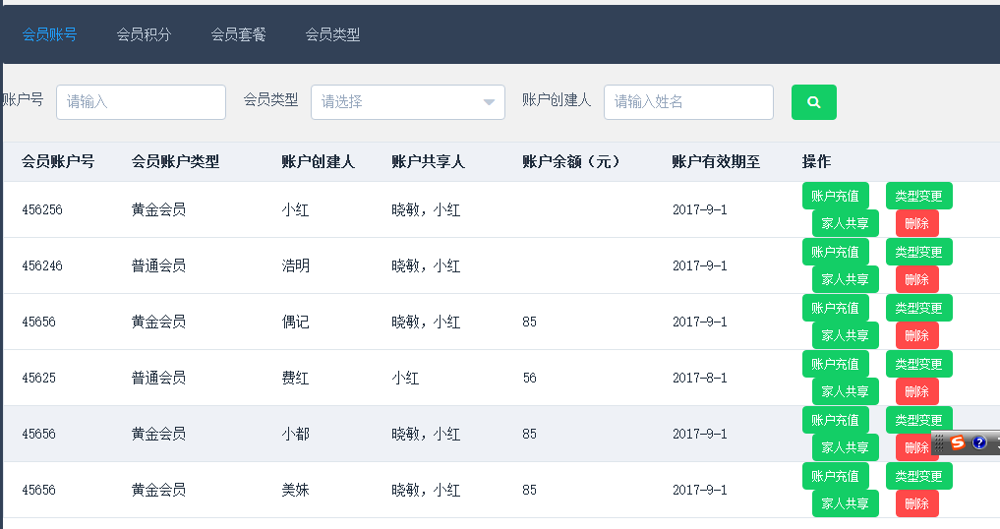 会员账号 会员积分 会员套餐 会员类型
账户号 请输入 会员类型 请选择 账户创建人 请输入姓名
会员账户号 会员账户类型 账户创建人 账户共享人 账户余额（元） 账户有效期至 操作
账户充值 类型变更
456256 黄金会员 小红 晓敏，小红 2017-9-1
家人共享 删除
账户充值 类型变更
456246 普通会员 浩明 晓敏，小红 2017-9-1
家人共享 删除
账户充值 类型变更
45656 黄金会员 偶记 晓敏，小红 85 2017-9-1
家人共享 删除
账户充值 类型变更
45625 普通会员 费红 小红 56 2017-8-1
家人共享 删除
账户充值 类型变更
45656 黄金会员 小都 晓敏，小红 85 2017-9-1
家人共享 删除
账户充值 类型变更
45656 黄金会员 美妹 晓敏，小红 85 2017-9-1
家人共享 删除